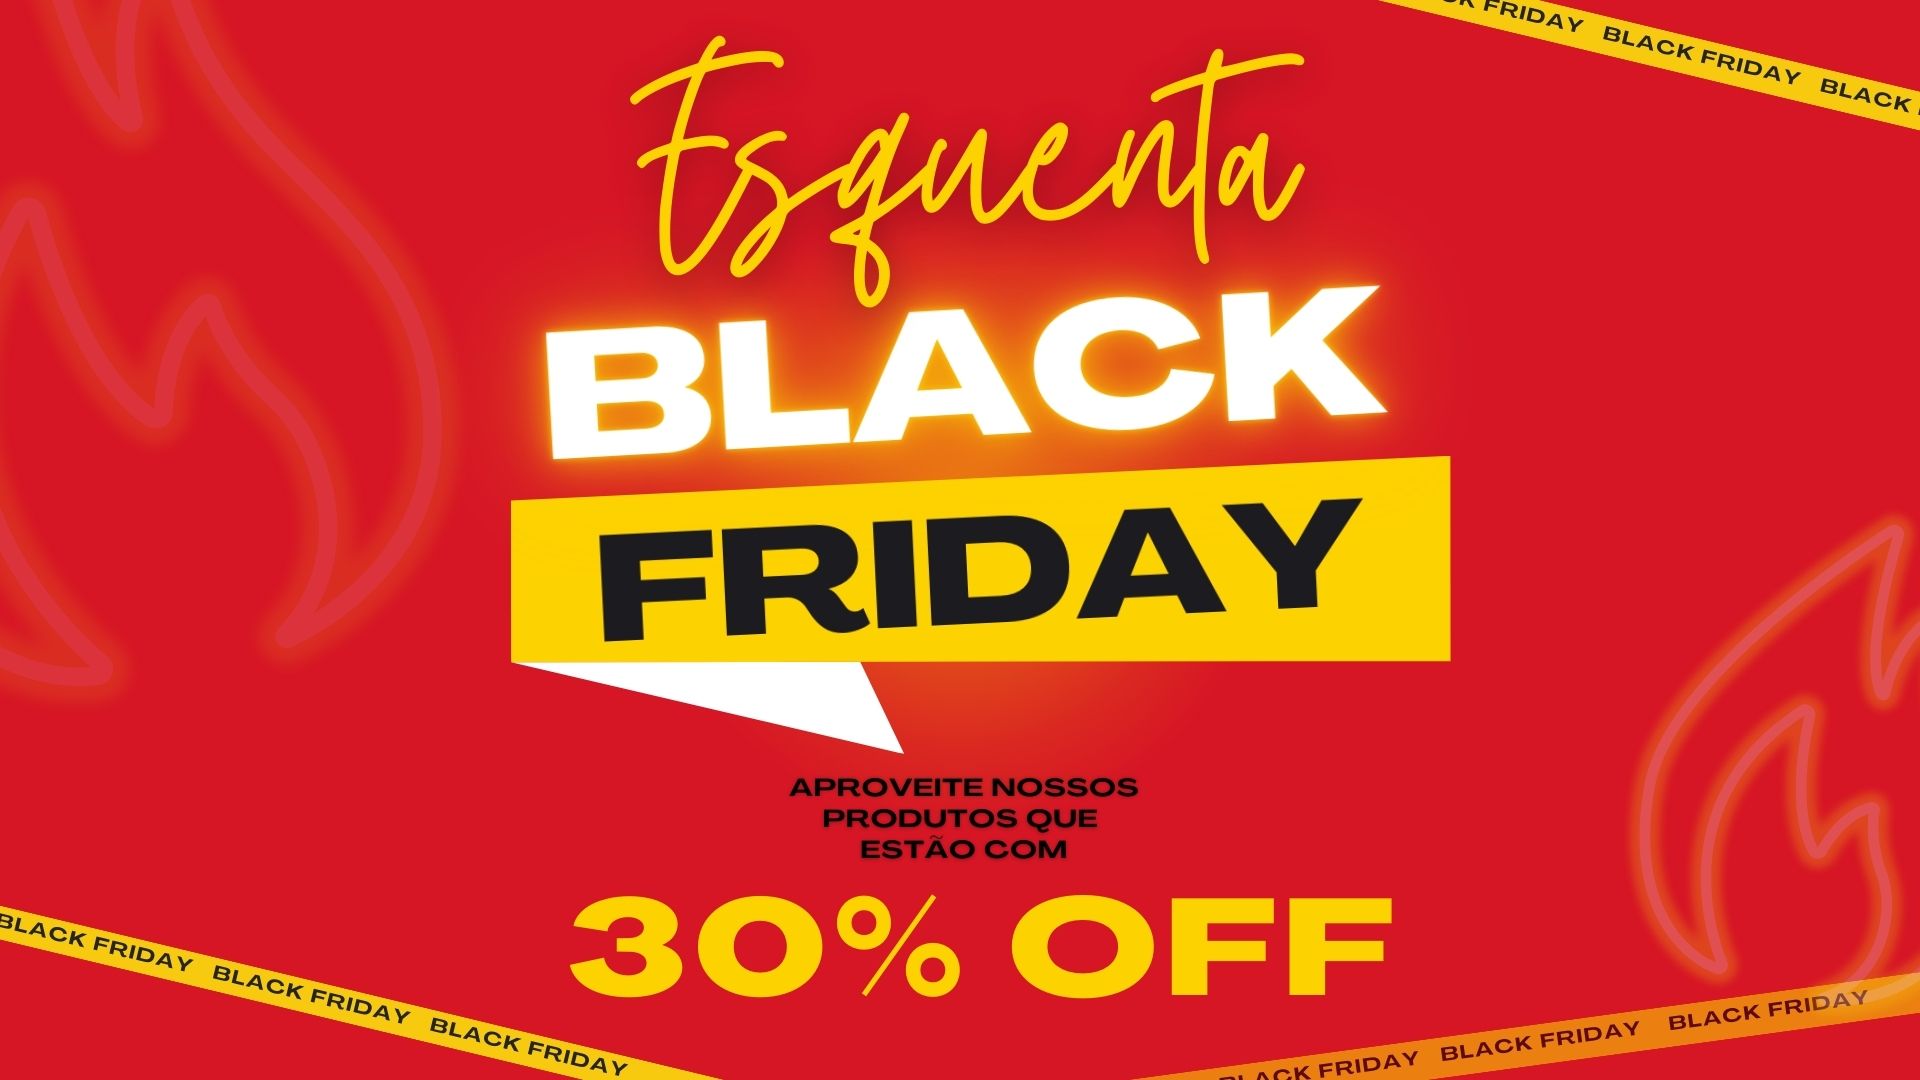 CK FRIDAY BLACK FRIDAY BLACK
Esquenta
BLACK
FRIDAY
APROVEITE NOSSOS
PRODUTOS QUE
ESTÃO COM
30% OFF
BLACK FRIDAY BLACK FRIDAY BLACK FRIDAY
BLACK FRIDAY BLACK FRIDAY BLACK FRIDAY